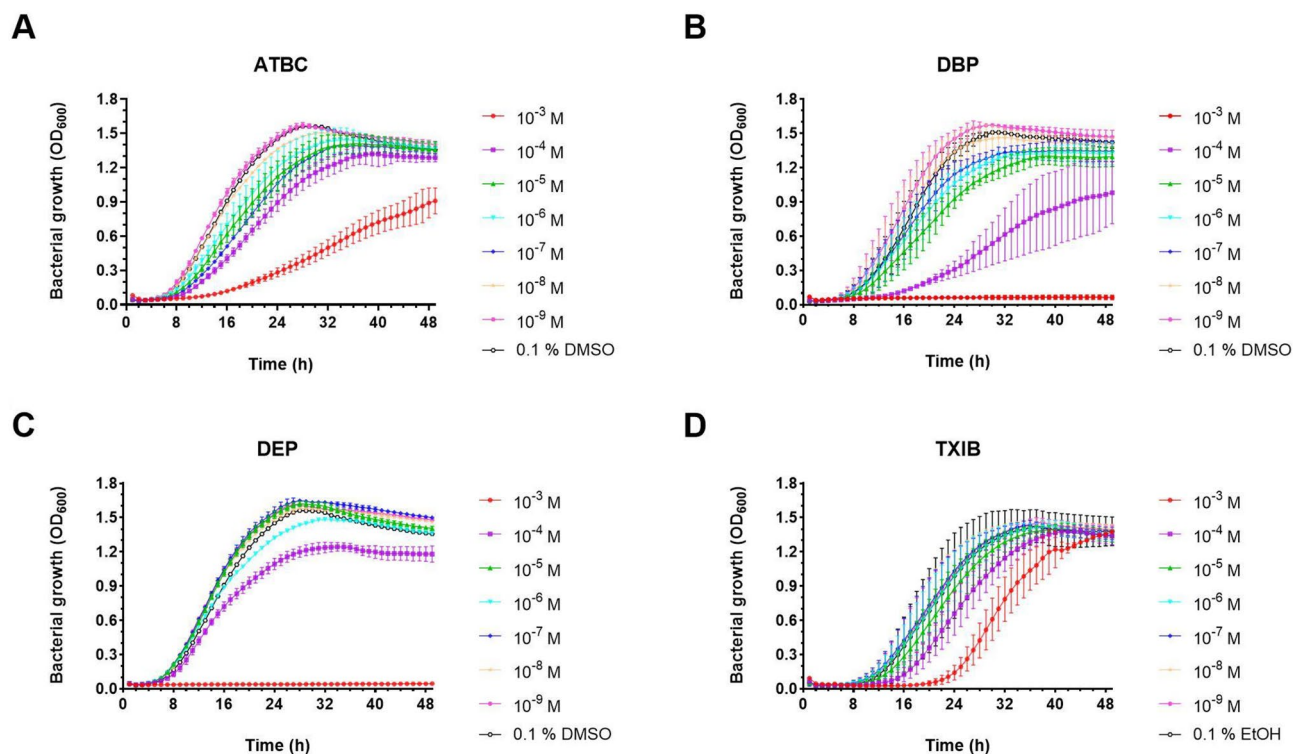 A
ATBC
Bacterial growth (OD600)
1.8
1.5
1.2
0.9
0.6
0.3
0.0
0 8 16 24 32 40 48
Time (h)
10-3 M
10-4 M
10-5 M
10-6 M
10-7 M
10-8 M
10-9 M
0.1 % DMSO
B
DBP
Bacterial growth (OD600)
1.8
1.5
1.2
0.9
0.6
0.3
0.0
0 8 16 24 32 40 48
Time (h)
10-3 M
10-4 M
10-5 M
10-6 M
10-7 M
10-8 M
10-9 M
0.1 % DMSO
C
DEP
Bacterial growth (OD600)
1.8
1.5
1.2
0.9
0.6
0.3
0.0
0 8 16 24 32 40 48
Time (h)
10-3 M
10-4 M
10-5 M
10-6 M
10-7 M
10-8 M
10-9 M
0.1 % DMSO
D
TXIB
Bacterial growth (OD600)
1.8
1.5
1.2
0.9
0.6
0.3
0.0
0 8 16 24 32 40 48
Time (h)
10-3 M
10-4 M
10-5 M
10-6 M
10-7 M
10-8 M
10-9 M
0.1 % EtOH